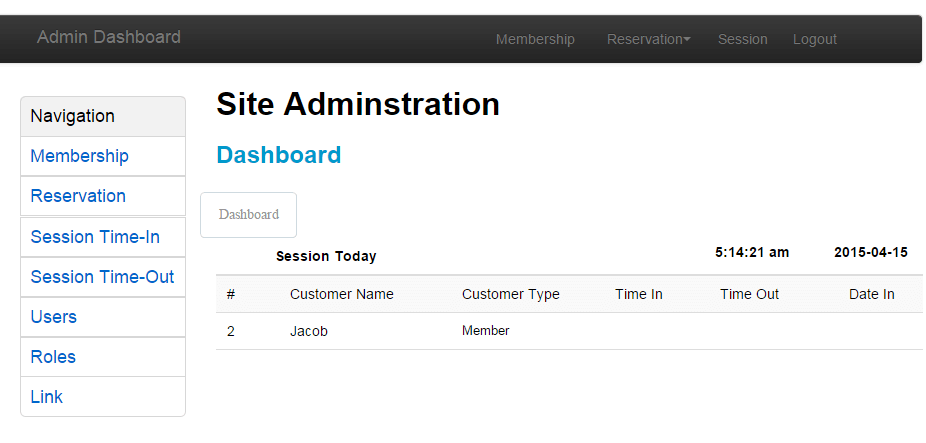 Admin Dashboard Membership Reservation Session Logout
Site Adminstration
Dashboard
Navigation
Membership
Reservation
Session Time-In
Session Time-Out
Users
Roles
Link
Dashboard
Session Today 5:14:21 am 2015-04-15
# Customer Name Customer Type Time In Time Out Date In
2 Jacob Member